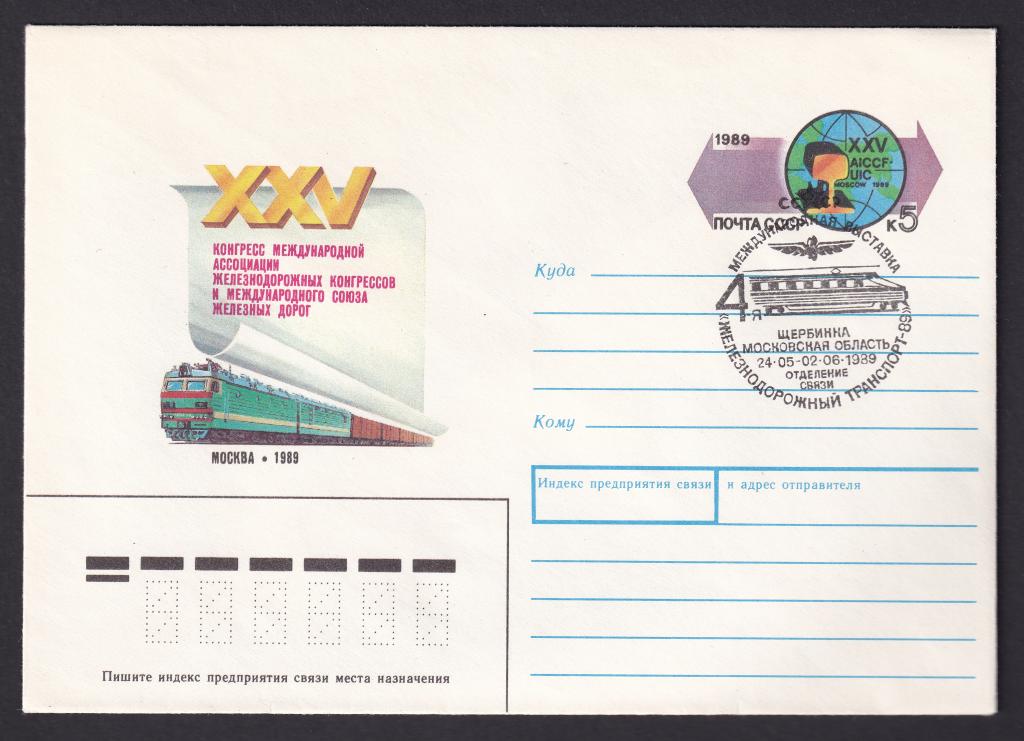 XXV
КОНГРЕСС МЕЖДУНАРОДНОЙ
АССОЦИАЦИИ
ЖЕЛЕЗНОДОРОЖНЫХ КОНГРЕССОВ
И МЕЖДУНАРОДНОГО СОЮЗА
ЖЕЛЕЗНЫХ ДОРОГ
МОСКВА • 1989
1989
XXV
AICCF-
UIC
MOSCOW 1989
ПОЧТА СССР
к5
СССР
МЕЖДУНАРОДНАЯ ВЫСТАВКА
4-я
ЩЕРБИНКА
МОСКОВСКАЯ ОБЛАСТЬ
24·05-02·06·1989
ОТДЕЛЕНИЕ
СВЯЗИ
«ЖЕЛЕЗНОДОРОЖНЫЙ ТРАНСПОРТ-89»
Куда
Кому
Индекс предприятия связи и адрес отправителя
Пишите индекс предприятия связи места назначения